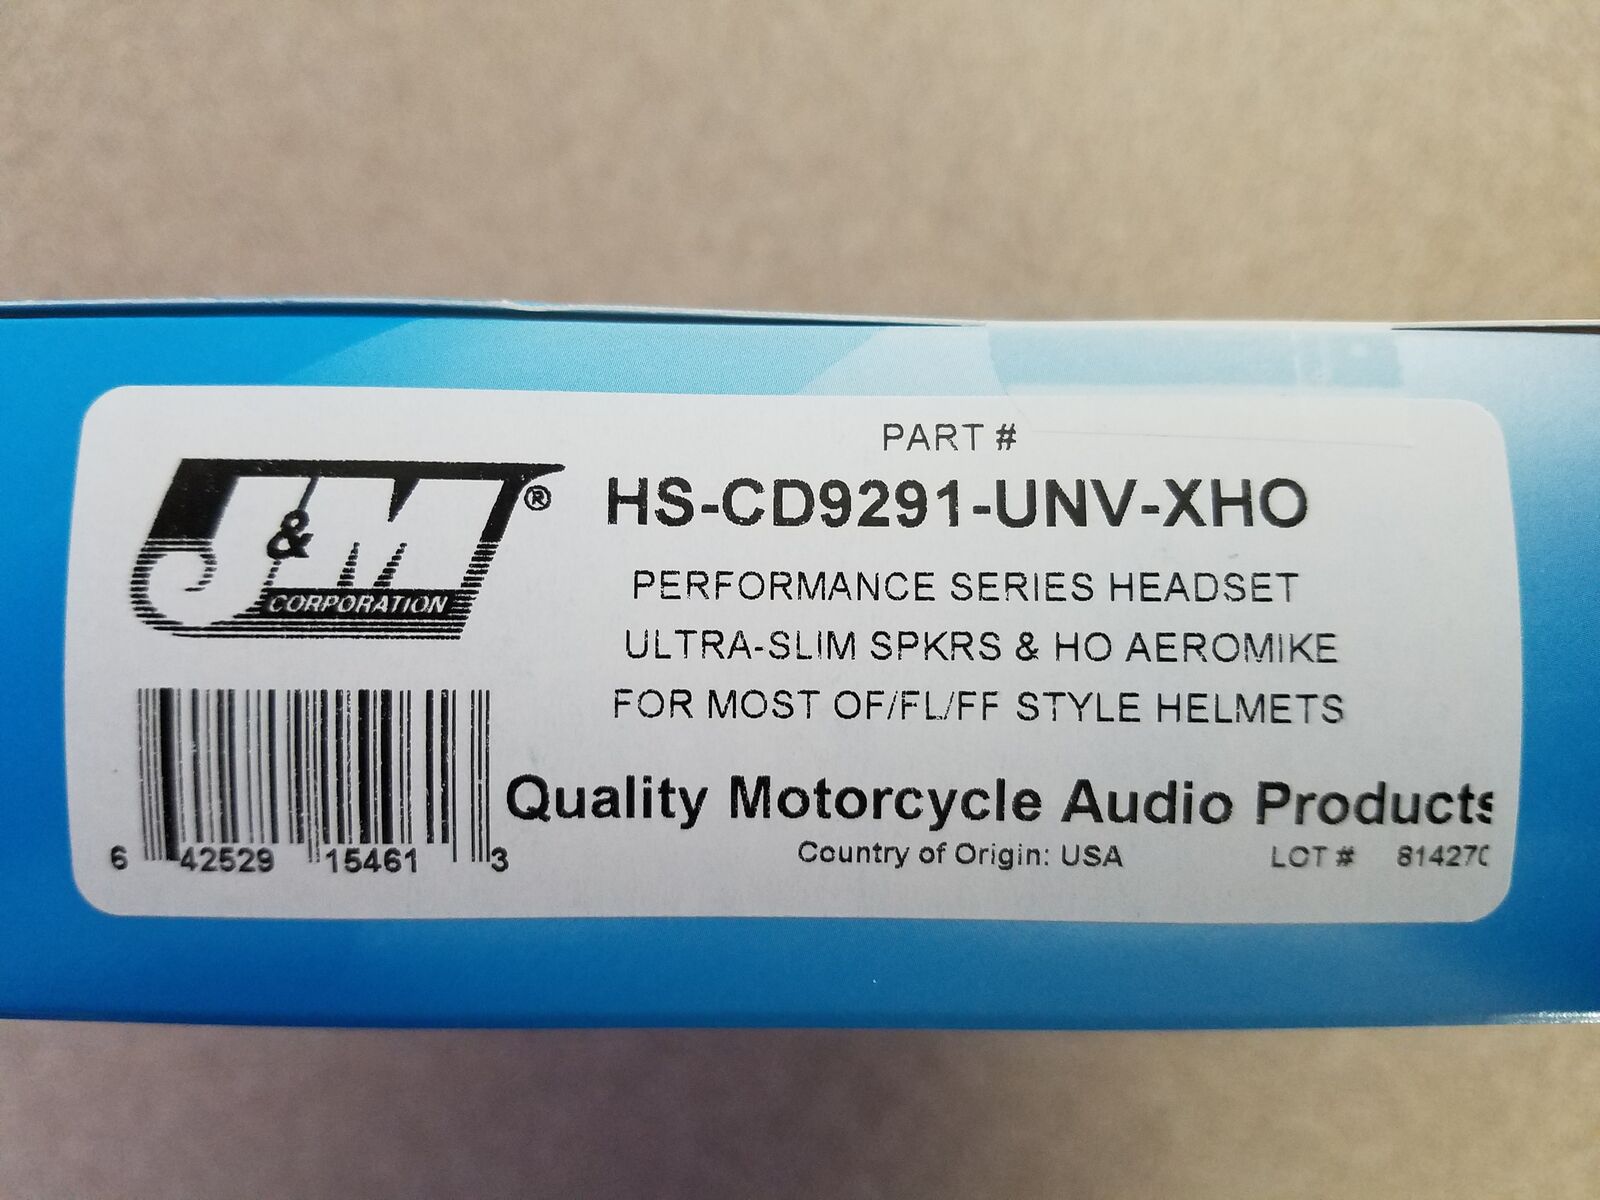 PART #
J&M®
CORPORATION
HS-CD9291-UNV-XHO
PERFORMANCE SERIES HEADSET
ULTRA-SLIM SPKRS & HO AEROMIKE
FOR MOST OF/FL/FF STYLE HELMETS
Quality Motorcycle Audio Products
6 42529 15461 3
Country of Origin: USA LOT #